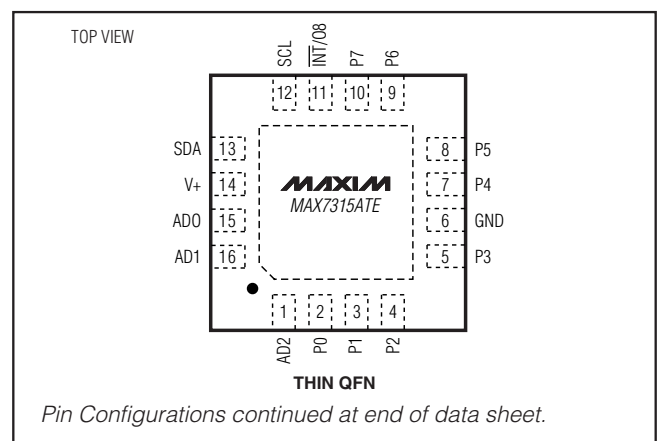 TOP VIEW
SCL
INT/O8
P7
P6
12 11 10 9
SDA 13
V+ 14
AD0 15
AD1 16
8 P5
7 P4
6 GND
5 P3
MAXIM
MAX7315ATE
1 2 3 4
AD2
P0
P1
P2
THIN QFN
Pin Configurations continued at end of data sheet.